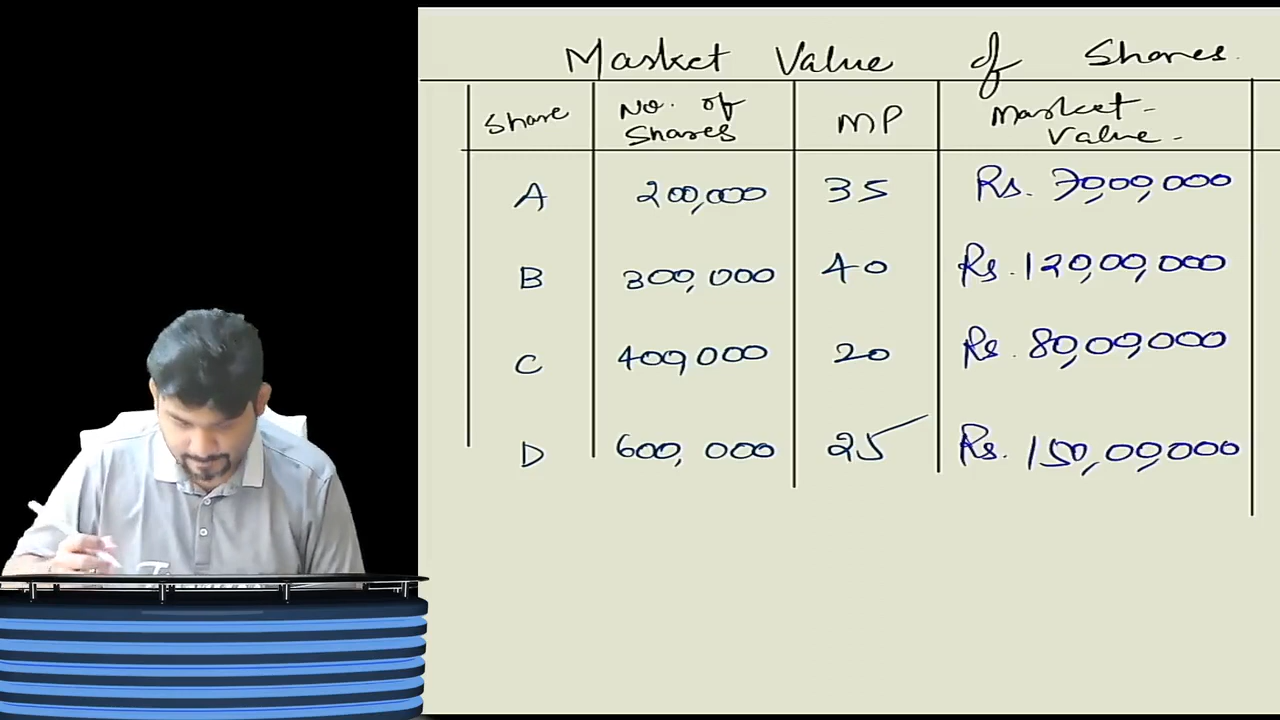 Market Value of Shares.
Share No. of Shares MP Market Value
A 200,000 35 Rs. 70,00,000
B 300,000 40 Rs. 120,00,000
C 400,000 20 Rs. 80,00,000
D 600,000 25 Rs. 150,00,000